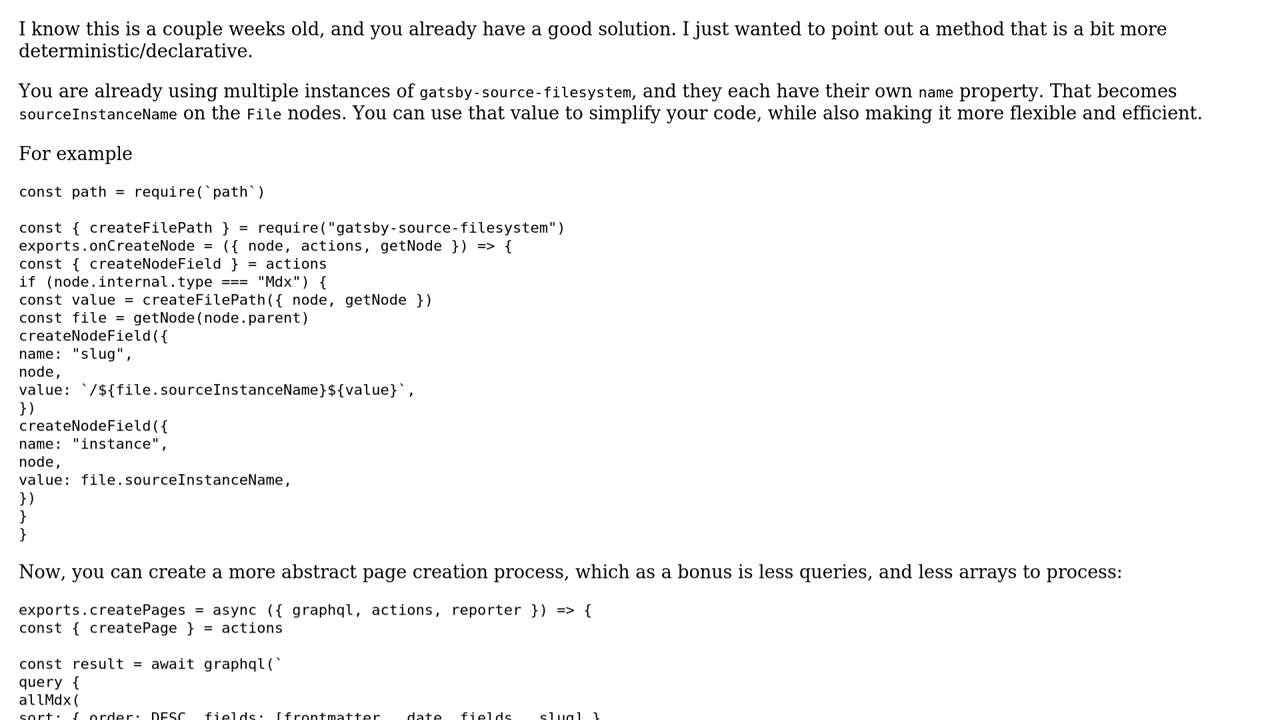 I know this is a couple weeks old, and you already have a good solution. I just wanted to point out a method that is a bit more
deterministic/declarative.
You are already using multiple instances of gatsby-source-filesystem, and they each have their own name property. That becomes
sourceInstanceName on the File nodes. You can use that value to simplify your code, while also making it more flexible and efficient.
For example
const path = require(`path`)
const { createFilePath } = require("gatsby-source-filesystem")
exports.onCreateNode = ({ node, actions, getNode }) => {
const { createNodeField } = actions
if (node.internal.type === "Mdx") {
const value = createFilePath({ node, getNode })
const file = getNode(node.parent)
createNodeField({
name: "slug",
node,
value: `/${file.sourceInstanceName}${value}`,
})
createNodeField({
name: "instance",
node,
value: file.sourceInstanceName,
})
}
}
Now, you can create a more abstract page creation process, which as a bonus is less queries, and less arrays to process:
exports.createPages = async ({ graphql, actions, reporter }) => {
const { createPage } = actions
const result = await graphql(`
query {
allMdx(
sort: { order: DESC, fields: [frontmatter___date, fields___slug] }